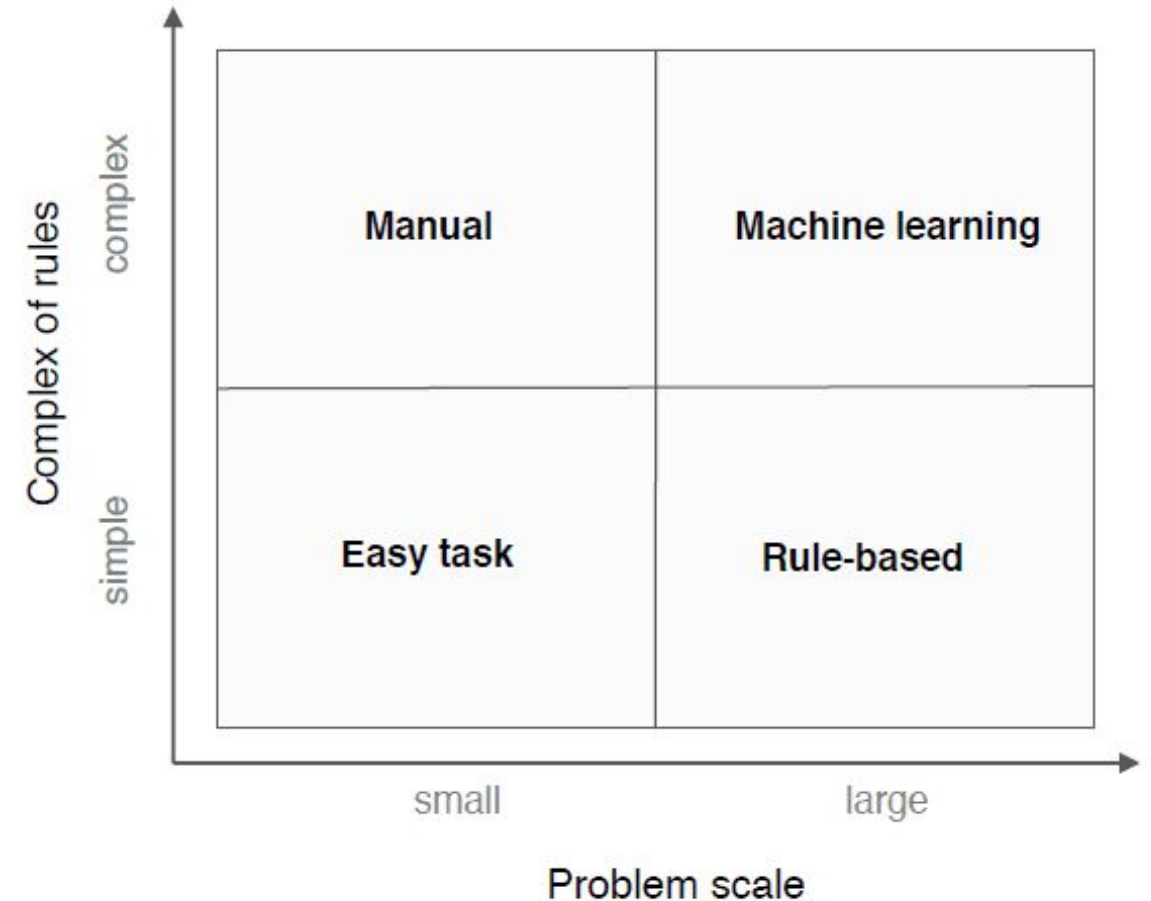 Complex of rules
complex
simple
Manual
Machine learning
Easy task
Rule-based
small
large
Problem scale